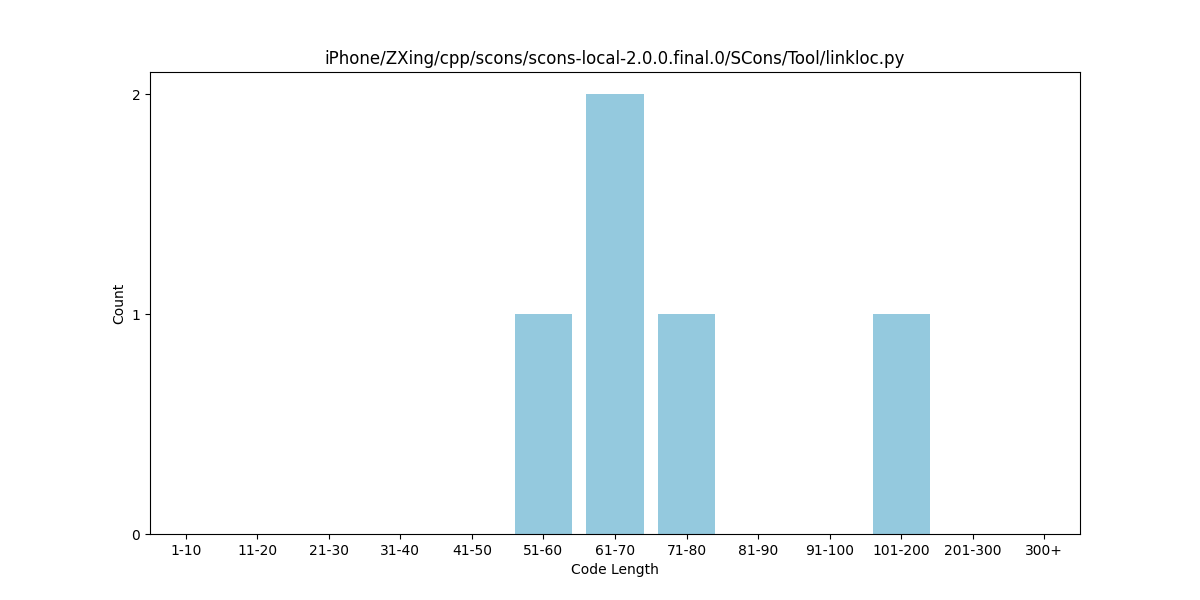 iPhone/ZXing/cpp/scons/scons-local-2.0.0.final.0/SCons/Tool/linkloc.py
2
1
0
Count
1-10 11-20 21-30 31-40 41-50 51-60 61-70 71-80 81-90 91-100 101-200 201-300 300+
Code Length